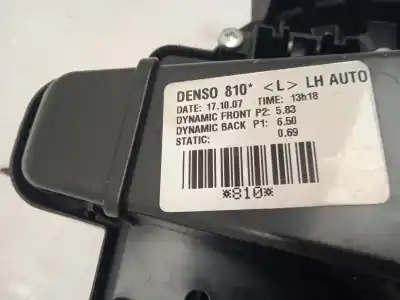 DENSO 810* <L> LH AUTO
DATE: 17.10.07 TIME: 13h18
DYNAMIC FRONT P2: 5.83
DYNAMIC BACK P1: 6.50
STATIC: 0.69
*810*